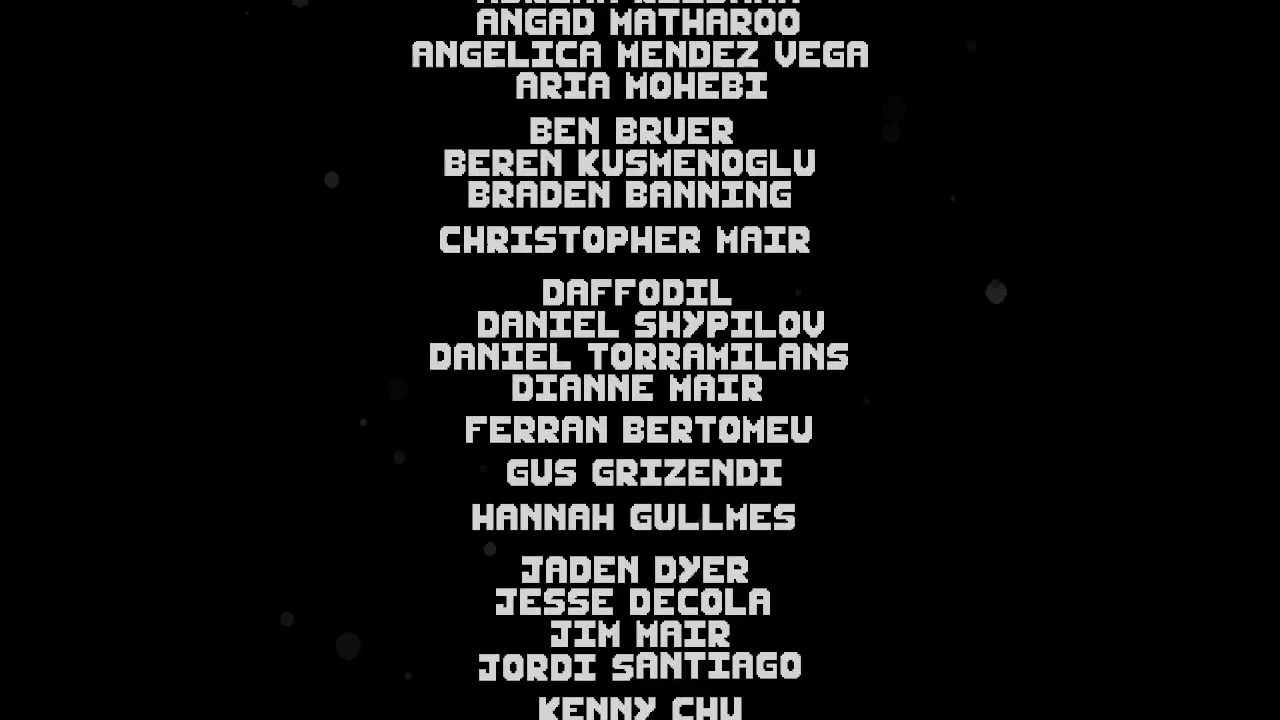 ANGAD MATHAROO
ANGELICA MENDEZ VEGA
ARIA MOHEBI
BEN BRUER
BEREN KUSMENOGLU
BRADEN BANNING
CHRISTOPHER MAIR
DAFFODIL
DANIEL SHYPILOV
DANIEL TORRAMILANS
DIANNE MAIR
FERRAN BERTOMEU
GUS GRIZENDI
HANNAH GULLMES
JADEN DYER
JESSE DECOLA
JIM MAIR
JORDI SANTIAGO
KENNY CHU